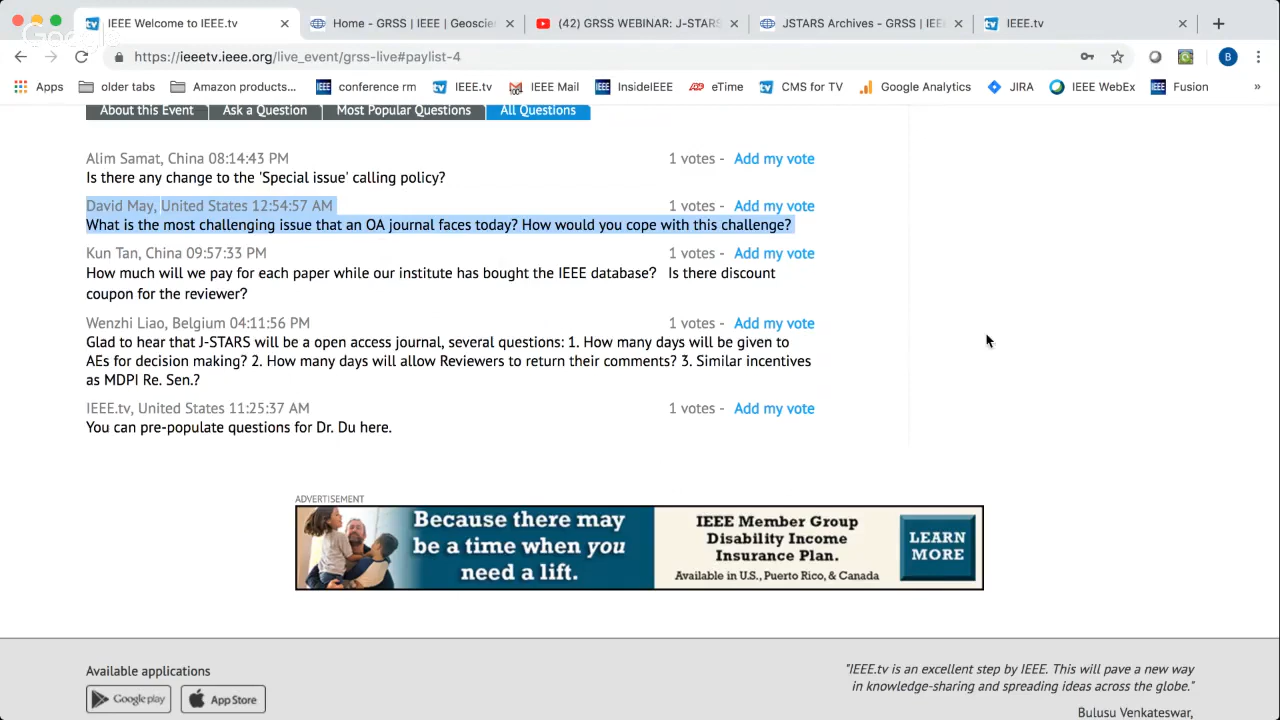 IEEE Welcome to IEEE.tv
Home - GRSS | IEEE | Geoscien
(42) GRSS WEBINAR: J-STARS
JSTARS Archives - GRSS | IEEE
IEEE.tv
https://ieeetv.ieee.org/live_event/grss-live#paylist-4
B
Apps
older tabs
Amazon produc...
conference rm
IEEE.tv
IEEE Mail
InsideIEEE
eTime
CMS for TV
Google Analytics
JIRA
IEEE WebEx
Fusion
»
About this Event
Ask a Question
Most Popular Questions
All Questions
Alim Samat, China 08:14:43 PM 1 votes - Add my vote
Is there any change to the 'Special issue' calling policy?
David May, United States 12:54:57 AM 1 votes - Add my vote
What is the most challenging issue that an OA journal faces today? How would you cope with this challenge?
Kun Tan, China 09:57:33 PM 1 votes - Add my vote
How much will we pay for each paper while our institute has bought the IEEE database? Is there discount
coupon for the reviewer?
Wenzhi Liao, Belgium 04:11:56 PM 1 votes - Add my vote
Glad to hear that J-STARS will be a open access journal, several questions: 1. How many days will be given to
AEs for decision making? 2. How many days will allow Reviewers to return their comments? 3. Similar incentives
as MDPI Re. Sen.?
IEEE.tv, United States 11:25:37 AM 1 votes - Add my vote
You can pre-populate questions for Dr. Du here.
ADVERTISEMENT
Because there may
be a time when you
need a lift.
IEEE Member Group
Disability Income
Insurance Plan.
Available in U.S., Puerto Rico, & Canada
LEARN
MORE
Available applications
Google play
App Store
"IEEE.tv is an excellent step by IEEE. This will pave a new way
in knowledge-sharing and spreading ideas across the globe."
Bulusu Venkateswar,